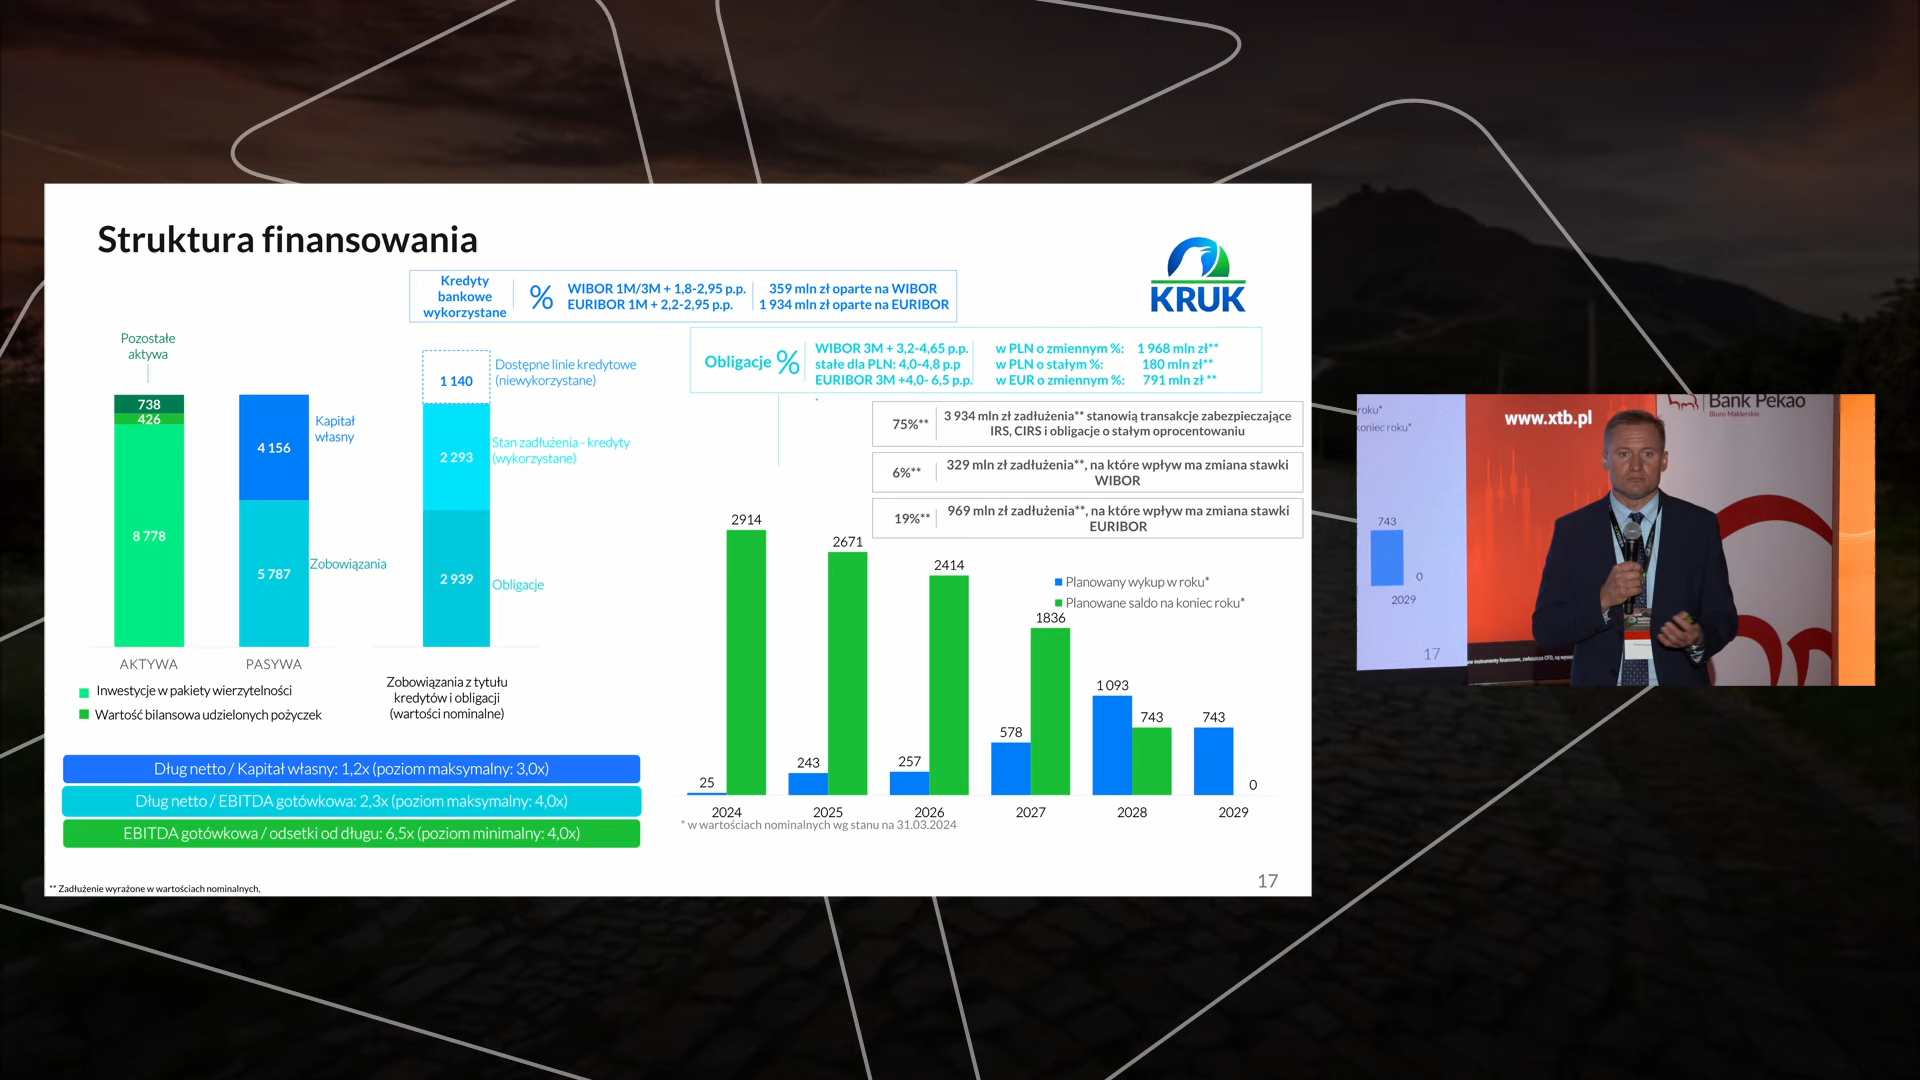 Struktura finansowania
KRUK
Kredyty
bankowe
wykorzystane
%
WIBOR 1M/3M + 1,8-2,95 p.p.
EURIBOR 1M + 2,2-2,95 p.p.
359 mln zł oparte na WIBOR
1 934 mln zł oparte na EURIBOR
Obligacje %
WIBOR 3M + 3,2-4,65 p.p.
stałe dla PLN: 4,0-4,8 p.p
EURIBOR 3M +4,0- 6,5 p.p.
.
w PLN o zmiennym %: 1 968 mln zł**
w PLN o stałym %: 180 mln zł**
w EUR o zmiennym %: 791 mln zł **
75%**
3 934 mln zł zadłużenia** stanowią transakcje zabezpieczające
IRS, CIRS i obligacje o stałym oprocentowaniu
6%**
329 mln zł zadłużenia**, na które wpływ ma zmiana stawki
WIBOR
19%**
969 mln zł zadłużenia**, na które wpływ ma zmiana stawki
EURIBOR
Pozostałe
aktywa
738
426
8 778
AKTYWA
4 156
Kapitał
własny
5 787
Zobowiązania
PASYWA
1 140
Dostępne linie kredytowe
(niewykorzystane)
2 293
Stan zadłużenia - kredyty
(wykorzystane)
2 939
Obligacje
Zobowiązania z tytułu
kredytów i obligacji
(wartości nominalne)
Inwestycje w pakiety wierzytelności
Wartość bilansowa udzielonych pożyczek
Dług netto / Kapitał własny: 1,2x (poziom maksymalny: 3,0x)
Dług netto / EBITDA gotówkowa: 2,3x (poziom maksymalny: 4,0x)
EBITDA gotówkowa / odsetki od długu: 6,5x (poziom minimalny: 4,0x)
Planowany wykup w roku*
Planowane saldo na koniec roku*
25
2914
243
2671
257
2414
578
1836
1 093
743
743
0
2024
2025
2026
2027
2028
2029
* w wartościach nominalnych wg stanu na 31.03.2024
** Zadłużenie wyrażone w wartościach nominalnych,
17
roku*
koniec roku*
743
0
2029
17
www.xtb.pl
Bank Pekao
Biuro Maklerskie